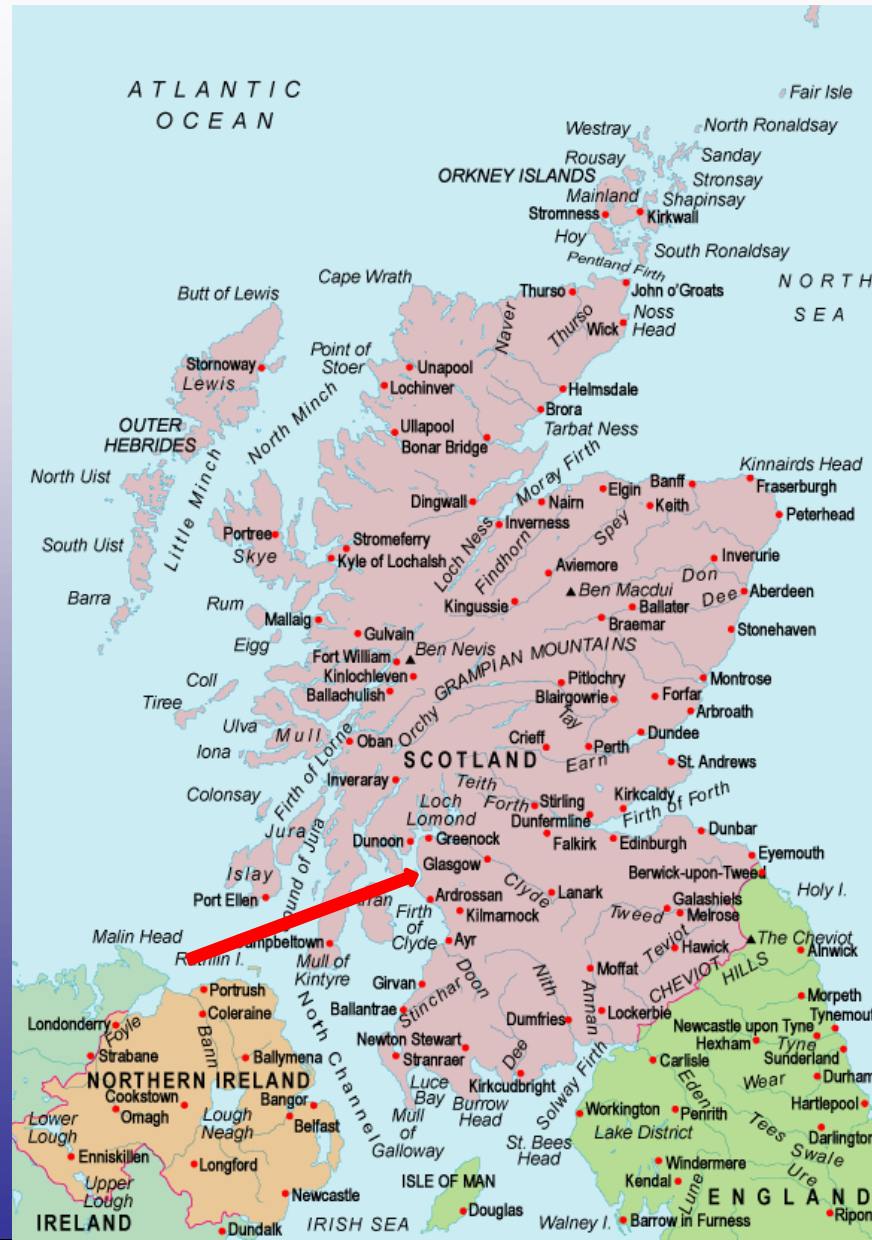 ATLANTIC
OCEAN
Fair Isle
Westray
North Ronaldsay
Rousay
Sanday
ORKNEY ISLANDS
Stronsay
Mainland
Shapinsay
Stromness
Kirkwall
Hoy
South Ronaldsay
Pentland Firth
Cape Wrath
NORTH
SEA
Butt of Lewis
Thurso
John o'Groats
Naver
Thurso
Noss
Head
Wick
Point of
Stoer
Unapool
Stornoway
Lewis
Lochinver
North Minch
Helmsdale
Brora
OUTER
HEBRIDES
Ullapool
Bonar Bridge
Tarbat Ness
North Uist
Little Minch
Moray Firth
Kinnairds Head
Banff
Elgin
Fraserburgh
Dingwall
Nairn
Keith
Peterhead
Inverness
Spey
Portree
Skye
Stromeferry
Kyle of Lochalsh
Loch Ness
Findhorn
South Uist
Inverurie
Aviemore
Don
Ben Macdui
Dee
Aberdeen
Barra
Rum
Kingussie
Ballater
Braemar
Mallaig
Gulvain
Stonehaven
Eigg
Fort William
Ben Nevis
GRAMPIAN MOUNTAINS
Kinlochleven
Coll
Ballachulish
Pitlochry
Montrose
Blairgowrie
Forfar
Tiree
Arbroath
Ulva
Mull
Orchy
Tay
Dundee
Oban
Crieff
Perth
Iona
Firth of Lorne
SCOTLAND
Earn
St. Andrews
Inveraray
Teith
Colonsay
Loch
Lomond
Forth
Stirling
Kirkcaldy
Dunfermline
Firth of Forth
Jura
Dunoon
Greenock
Falkirk
Edinburgh
Dunbar
Glasgow
Eyemouth
Islay
Berwick-upon-Tweed
Clyde
Lanark
Holy I.
Port Ellen
Ardrossan
Galashiels
Firth
of
Clyde
Kilmarnock
Tweed
Melrose
Malin Head
Ayr
Teviot
Hawick
The Cheviot
Alnwick
Mull of
Kintyre
Doon
Nith
Moffat
CHEVIOT
HILLS
Portrush
Girvan
Stinchar
Annan
Morpeth
Coleraine
Ballantrae
Lockerbie
Londonderry
Foyle
Bann
North Channel
Dumfries
Newcastle upon Tyne
Newton Stewart
Hexham
Tyne
Strabane
Ballymena
Stranraer
Dee
Carlisle
Sunderland
NORTHERN IRELAND
Luce
Bay
Kirkcudbright
Solway Firth
Eden
Wear
Durham
Cookstown
Bangor
Burrow
Head
Hartlepool
Lower
Lough
Omagh
Lough
Neagh
Belfast
Mull
of
Galloway
Workington
Penrith
Tees
Lake District
Darlington
St. Bees
Head
Swale
Enniskillen
Longford
Windermere
Ure
ISLE OF MAN
Kendal
Upper
Lough
Newcastle
Lune
ENGLAND
Douglas
IRELAND
Dundalk
IRISH SEA
Walney I.
Barrow in Furness
Ripon